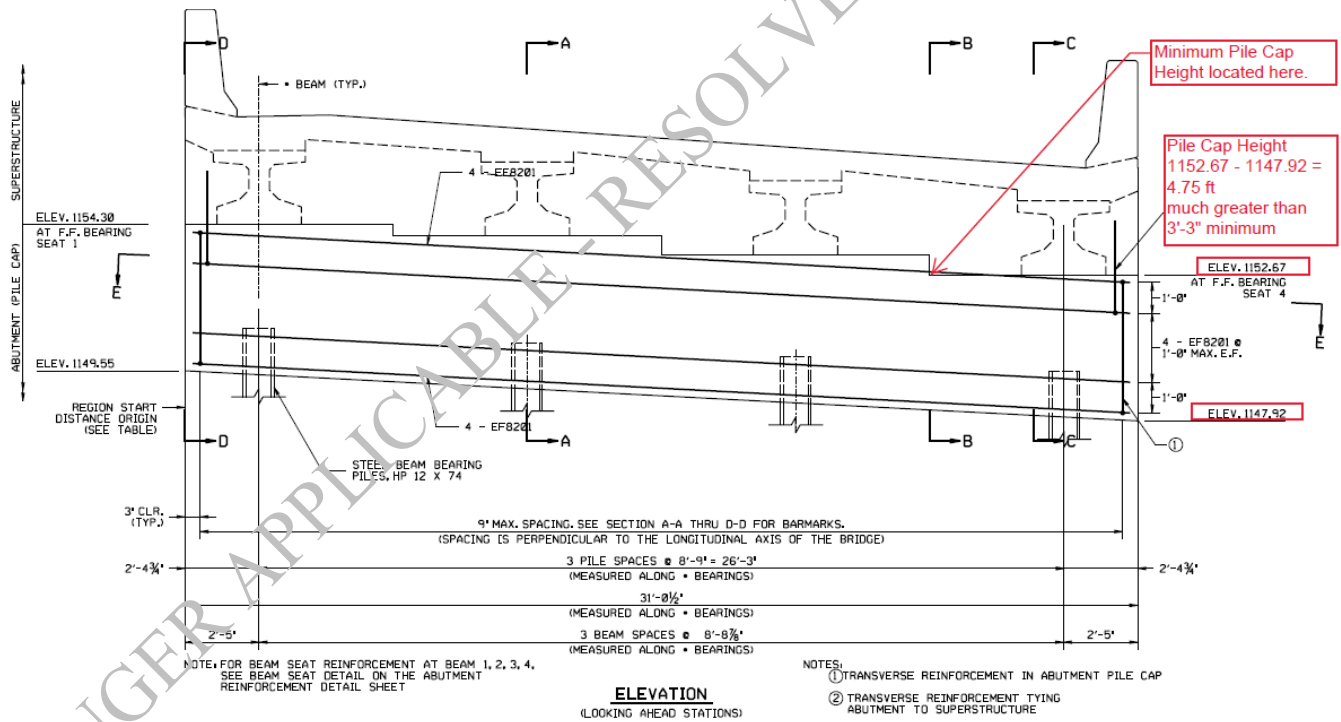 D
A
B
C
Minimum Pile Cap
Height located here.
• BEAM (TYP.)
SUPERSTRUCTURE
ABUTMENT (PILE CAP)
4 - EF8201
Pile Cap Height
1152.67 - 1147.92 =
4.75 ft
much greater than
3'-3" minimum
ELEV. 1154.30
AT F.F. BEARING
SEAT 1
ELEV. 1152.67
AT F.F. BEARING
SEAT 4
E
E
1'-0"
4 - EF8201 @
1'-0" MAX. E.F.
1'-0"
ELEV. 1149.55
ELEV. 1147.92
REGION START
DISTANCE ORIGIN
(SEE TABLE)
4 - EF8201
D
A
B
C
①
STEEL BEAM BEARING
PILES, HP 12 X 74
3" CLR.
(TYP.)
9" MAX. SPACING. SEE SECTION A-A THRU D-D FOR BARMARKS.
(SPACING IS PERPENDICULAR TO THE LONGITUDINAL AXIS OF THE BRIDGE)
2'-4¾"
3 PILE SPACES @ 8'-9" = 26'-3"
(MEASURED ALONG • BEARINGS)
2'-4¾"
31'-0½"
(MEASURED ALONG • BEARINGS)
2'-5"
3 BEAM SPACES @ 8'-8⅞"
(MEASURED ALONG • BEARINGS)
2'-5"
NOTE: FOR BEAM SEAT REINFORCEMENT AT BEAM 1, 2, 3, 4,
SEE BEAM SEAT DETAIL ON THE ABUTMENT
REINFORCEMENT DETAIL SHEET
ELEVATION
(LOOKING AHEAD STATIONS)
NOTES:
① TRANSVERSE REINFORCEMENT IN ABUTMENT PILE CAP
② TRANSVERSE REINFORCEMENT TYING
ABUTMENT TO SUPERSTRUCTURE
NGER APPLICABLE - RESOLVE